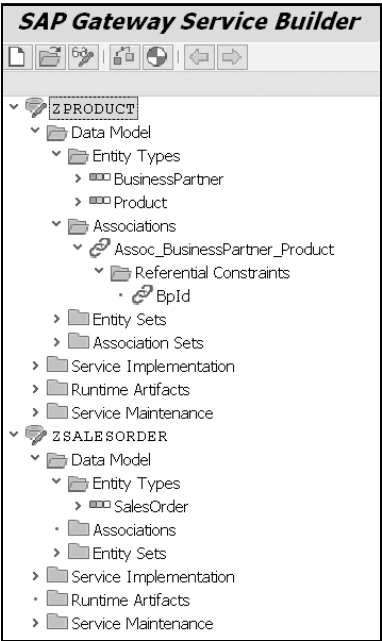 SAP Gateway Service Builder
ZPRODUCT
Data Model
Entity Types
BusinessPartner
Product
Associations
Assoc_BusinessPartner_Product
Referential Constraints
BpId
Entity Sets
Association Sets
Service Implementation
Runtime Artifacts
Service Maintenance
ZSALESORDER
Data Model
Entity Types
SalesOrder
Associations
Entity Sets
Service Implementation
Runtime Artifacts
Service Maintenance